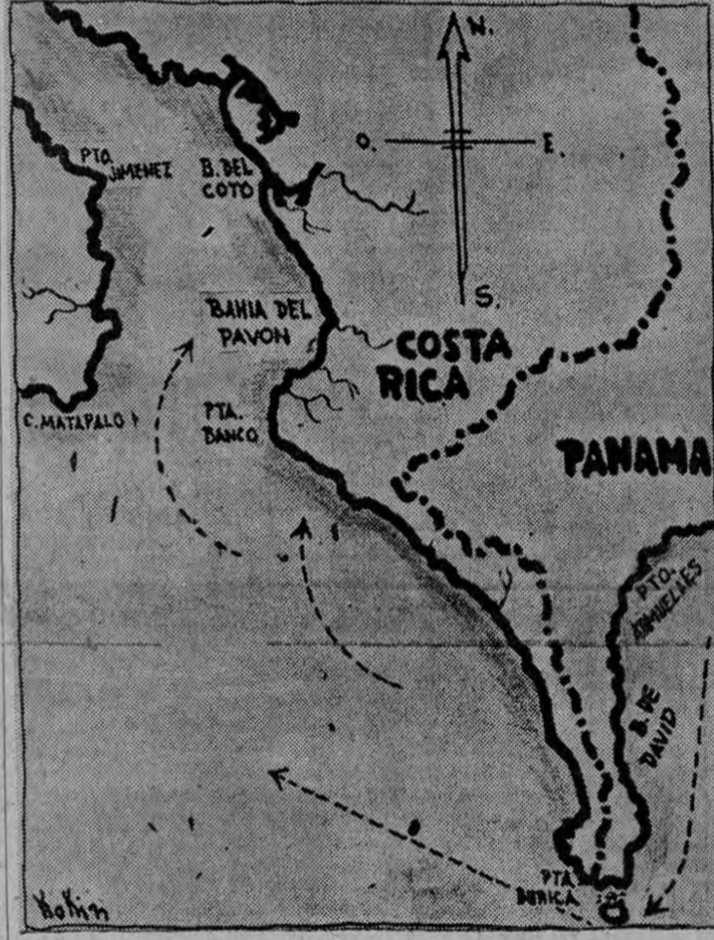 N.
O.
E.
S.
PTO.
JIMENEZ
B. DEL
COTO
BAHIA DEL
PAVON
COSTA
RICA
C. MATAPALO
PTA.
BANCO
PANAMA
PTO.
ARMUELLES
B. DE
DAVID
PTA
BURICA
KoKin